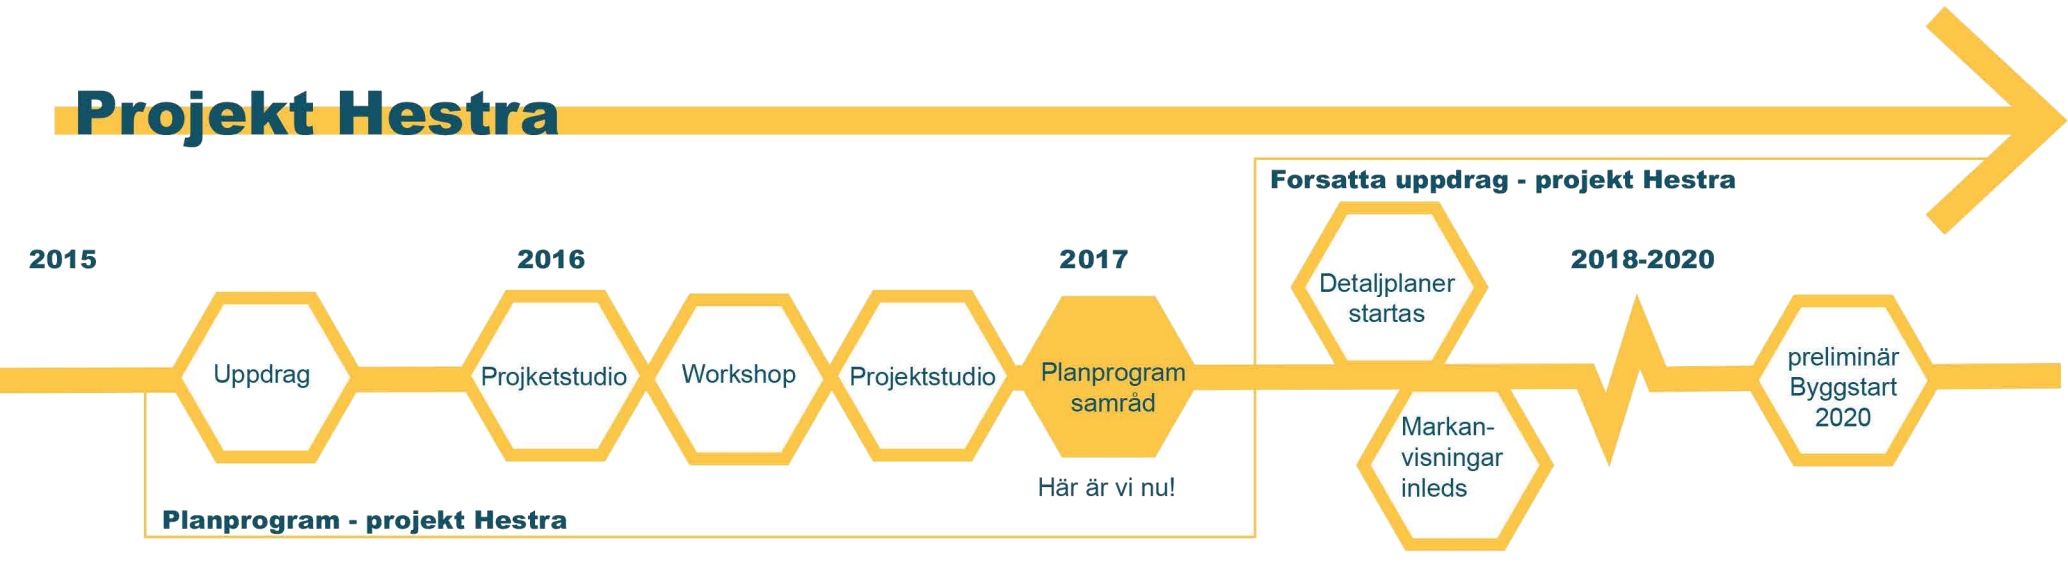 Projekt Hestra
Forsatta uppdrag - projekt Hestra
2015
2016
2017
2018-2020
Uppdrag
Projketstudio
Workshop
Projektstudio
Planprogram
samråd
Här är vi nu!
Detaljplaner
startas
Markan-
visningar
inleds
preliminär
Byggstart
2020
Planprogram - projekt Hestra